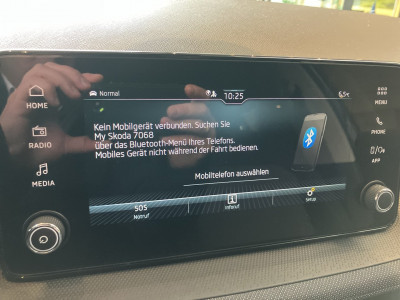 Normal
10:25
6,5°C
HOME
RADIO
MEDIA
MENU
PHONE
APP
Kein Mobilgerät verbunden. Suchen Sie
My Skoda 7068
über das Bluetooth-Menü Ihres Telefons.
Mobiles Gerät nicht während der Fahrt bedienen.
Mobiltelefon auswählen
SOS
Notruf
Inforuf
Setup